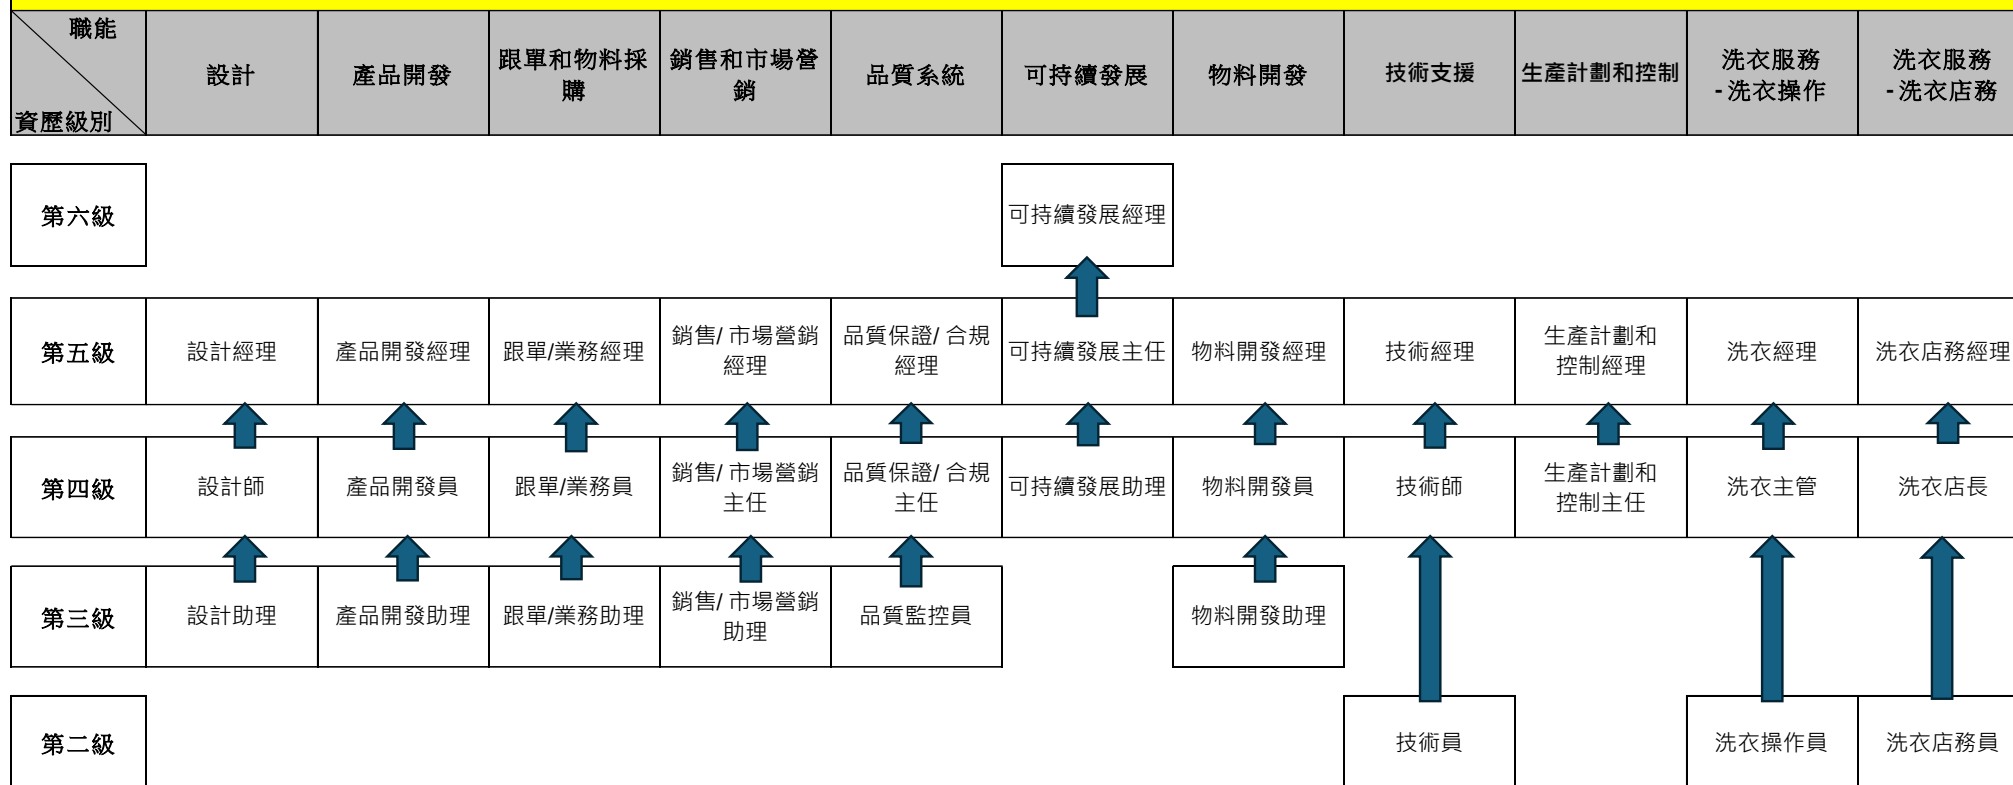 職能
資歷級別
設計
產品開發
跟單和物料採
購
銷售和市場營
銷
品質系統
可持續發展
物料開發
技術支援
生產計劃和控制
洗衣服務
- 洗衣操作
洗衣服務
- 洗衣店務
第六級
可持續發展經理
第五級
設計經理
產品開發經理
跟單/業務經理
銷售/ 市場營銷
經理
品質保證/ 合規
經理
可持續發展主任
物料開發經理
技術經理
生產計劃和
控制經理
洗衣經理
洗衣店務經理
第四級
設計師
產品開發員
跟單/業務員
銷售/ 市場營銷
主任
品質保證/ 合規
主任
可持續發展助理
物料開發員
技術師
生產計劃和
控制主任
洗衣主管
洗衣店長
第三級
設計助理
產品開發助理
跟單/業務助理
銷售/ 市場營銷
助理
品質監控員
物料開發助理
第二級
技術員
洗衣操作員
洗衣店務員